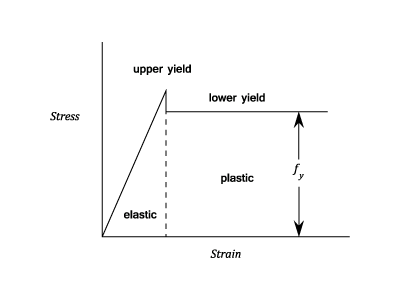 upper yield
lower yield
Stress
plastic
f_y
elastic
Strain